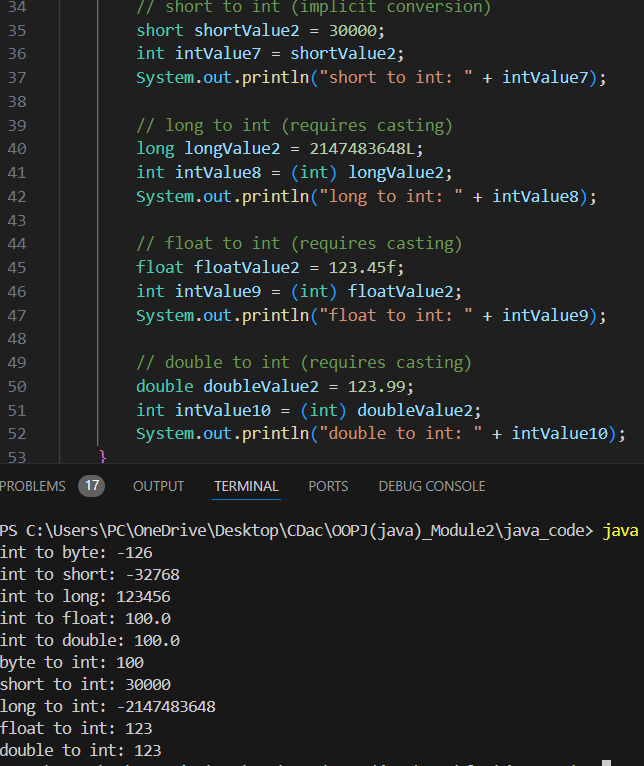 34 // short to int (implicit conversion)
35 short shortValue2 = 30000;
36 int intValue7 = shortValue2;
37 System.out.println("short to int: " + intValue7);
38
39 // long to int (requires casting)
40 long longValue2 = 2147483648L;
41 int intValue8 = (int) longValue2;
42 System.out.println("long to int: " + intValue8);
43
44 // float to int (requires casting)
45 float floatValue2 = 123.45f;
46 int intValue9 = (int) floatValue2;
47 System.out.println("float to int: " + intValue9);
48
49 // double to int (requires casting)
50 double doubleValue2 = 123.99;
51 int intValue10 = (int) doubleValue2;
52 System.out.println("double to int: " + intValue10);
53 }
PROBLEMS 17 OUTPUT TERMINAL PORTS DEBUG CONSOLE
PS C:\Users\PC\OneDrive\Desktop\CDac\OOPJ(java)_Module2\java_code> java
int to byte: -126
int to short: -32768
int to long: 123456
int to float: 100.0
int to double: 100.0
byte to int: 100
short to int: 30000
long to int: -2147483648
float to int: 123
double to int: 123